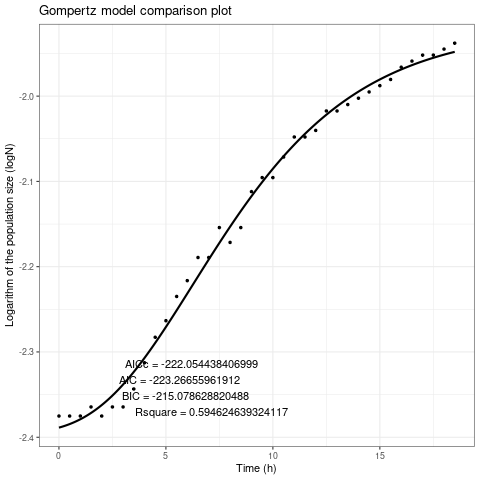 Gompertz model comparison plot
Logarithm of the population size (logN)
-2.0
-2.1
-2.2
-2.3
-2.4
AICc = -222.054438406999
AIC = -223.26655961912
BIC = -215.078628820488
Rsquare = 0.594624639324117
0 5 10 15
Time (h)